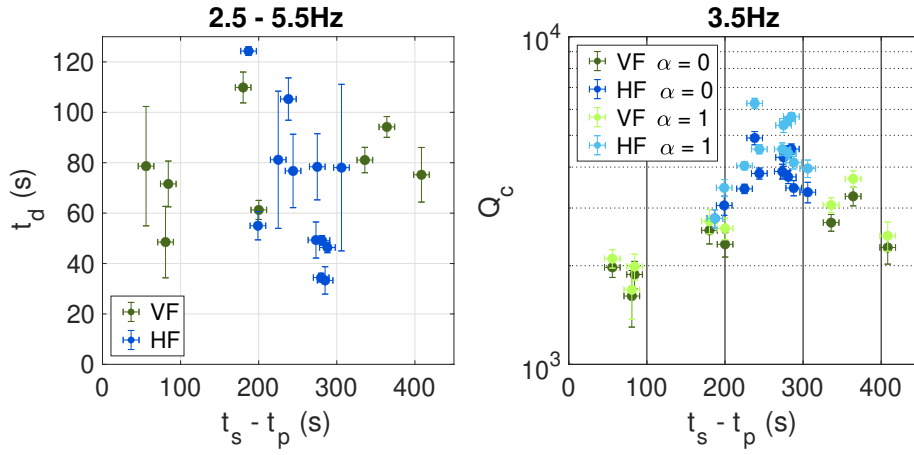 2.5 - 5.5Hz
t_d (s)
120
100
80
60
40
20
0
VF
HF
0 100 200 300 400
t_s - t_p (s)
3.5Hz
Q_c
10^4
10^3
VF α = 0
HF α = 0
VF α = 1
HF α = 1
0 100 200 300 400
t_s - t_p (s)